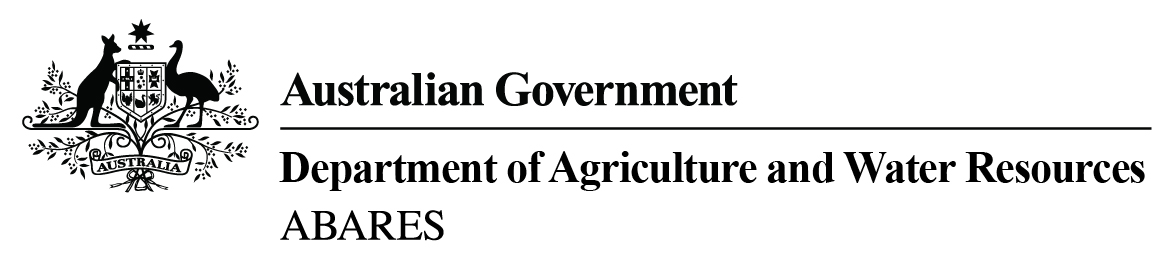 AUSTRALIA
Australian Government
Department of Agriculture and Water Resources
ABARES